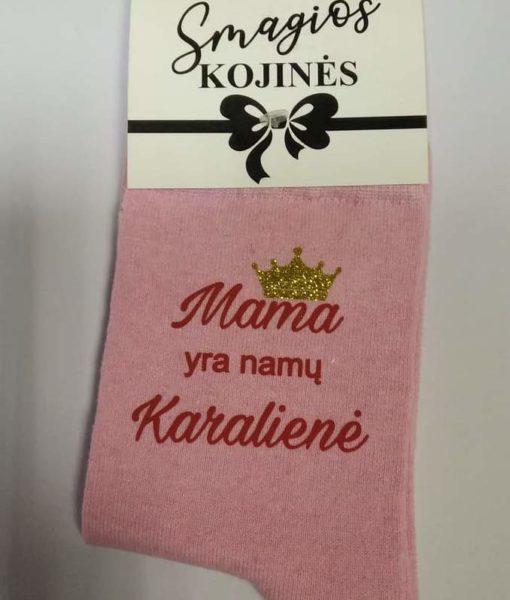 Smagios
KOJINĖS
Mama
yra namų
Karalienė